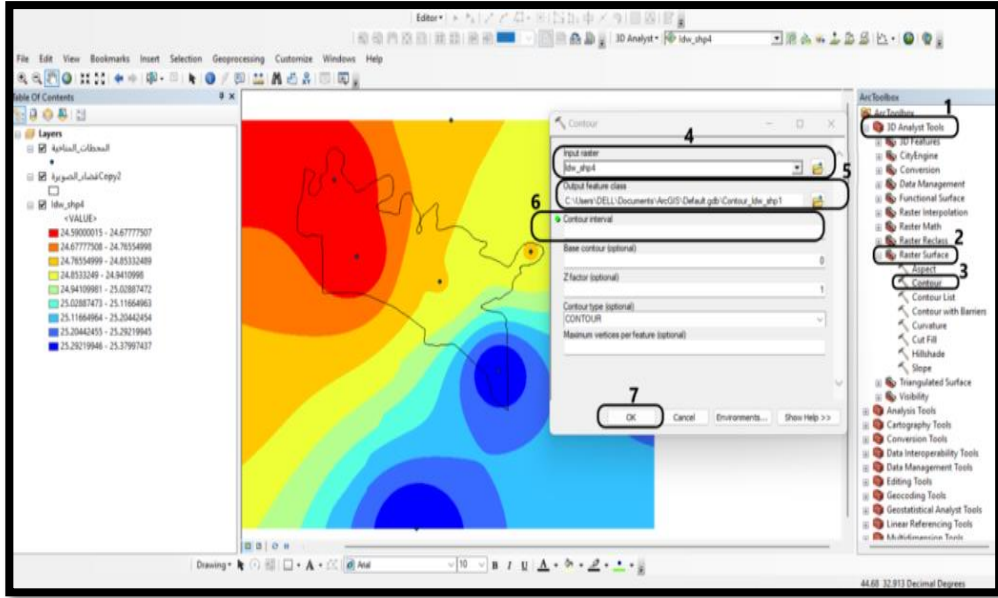 Editor
3D Analyst Idw_shp4
File Edit View Bookmarks Insert Selection Geoprocessing Customize Windows Help
Table Of Contents
Layers
المحطات_المناخية
Copy2قضاء_الصويرة
Idw_shp4
<VALUE>
24.59000015 - 24.67777507
24.67777508 - 24.76554998
24.76554999 - 24.85332489
24.8533249 - 24.9410998
24.94109981 - 25.02887472
25.02887473 - 25.11664963
25.11664964 - 25.20442454
25.20442455 - 25.29219945
25.29219946 - 25.37997437
Contour
4
Input raster
Idw_shp4
5
Output feature class
C:\Users\DELL\Documents\ArcGIS\Default.gdb\Contour_Idw_shp1
6
Contour interval
Base contour (optional)
0
Z factor (optional)
1
Contour type (optional)
CONTOUR
Maximum vertices per feature (optional)
7
OK Cancel Environments... Show Help >>
ArcToolbox
ArcToolbox
1
3D Analyst Tools
3D Features
CityEngine
Conversion
Data Management
Functional Surface
Raster Interpolation
Raster Math
Raster Reclass
2
Raster Surface
Aspect
3
Contour
Contour List
Contour with Barriers
Curvature
Cut Fill
Hillshade
Slope
Triangulated Surface
Visibility
Analysis Tools
Cartography Tools
Conversion Tools
Data Interoperability Tools
Data Management Tools
Editing Tools
Geocoding Tools
Geostatistical Analyst Tools
Linear Referencing Tools
Multidimension Tools
Drawing A Arial 10 B I U A
44.68 32.913 Decimal Degrees